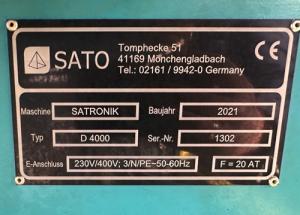 SATO
Tomphecke 51
41169 Mönchengladbach
Tel.: 02161 / 9942-0 Germany
CE
Maschine SATRONIK Baujahr 2021
Typ D 4000 Ser.-Nr. 1302
E-Anschluss 230V/400V; 3/N/PE~50-60Hz F = 20 AT